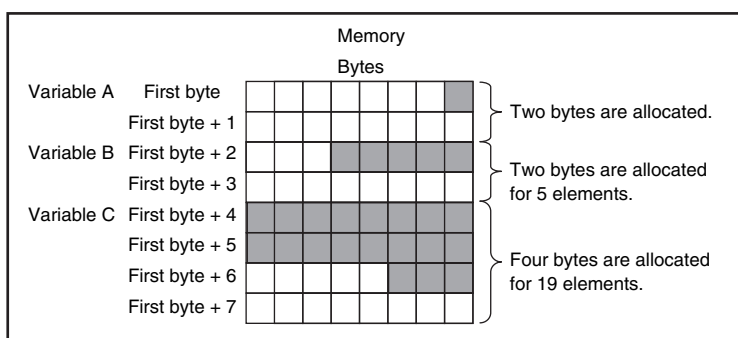 Memory
Bytes
Variable A First byte
First byte + 1
Two bytes are allocated.
Variable B First byte + 2
First byte + 3
Two bytes are allocated
for 5 elements.
Variable C First byte + 4
First byte + 5
First byte + 6
First byte + 7
Four bytes are allocated
for 19 elements.